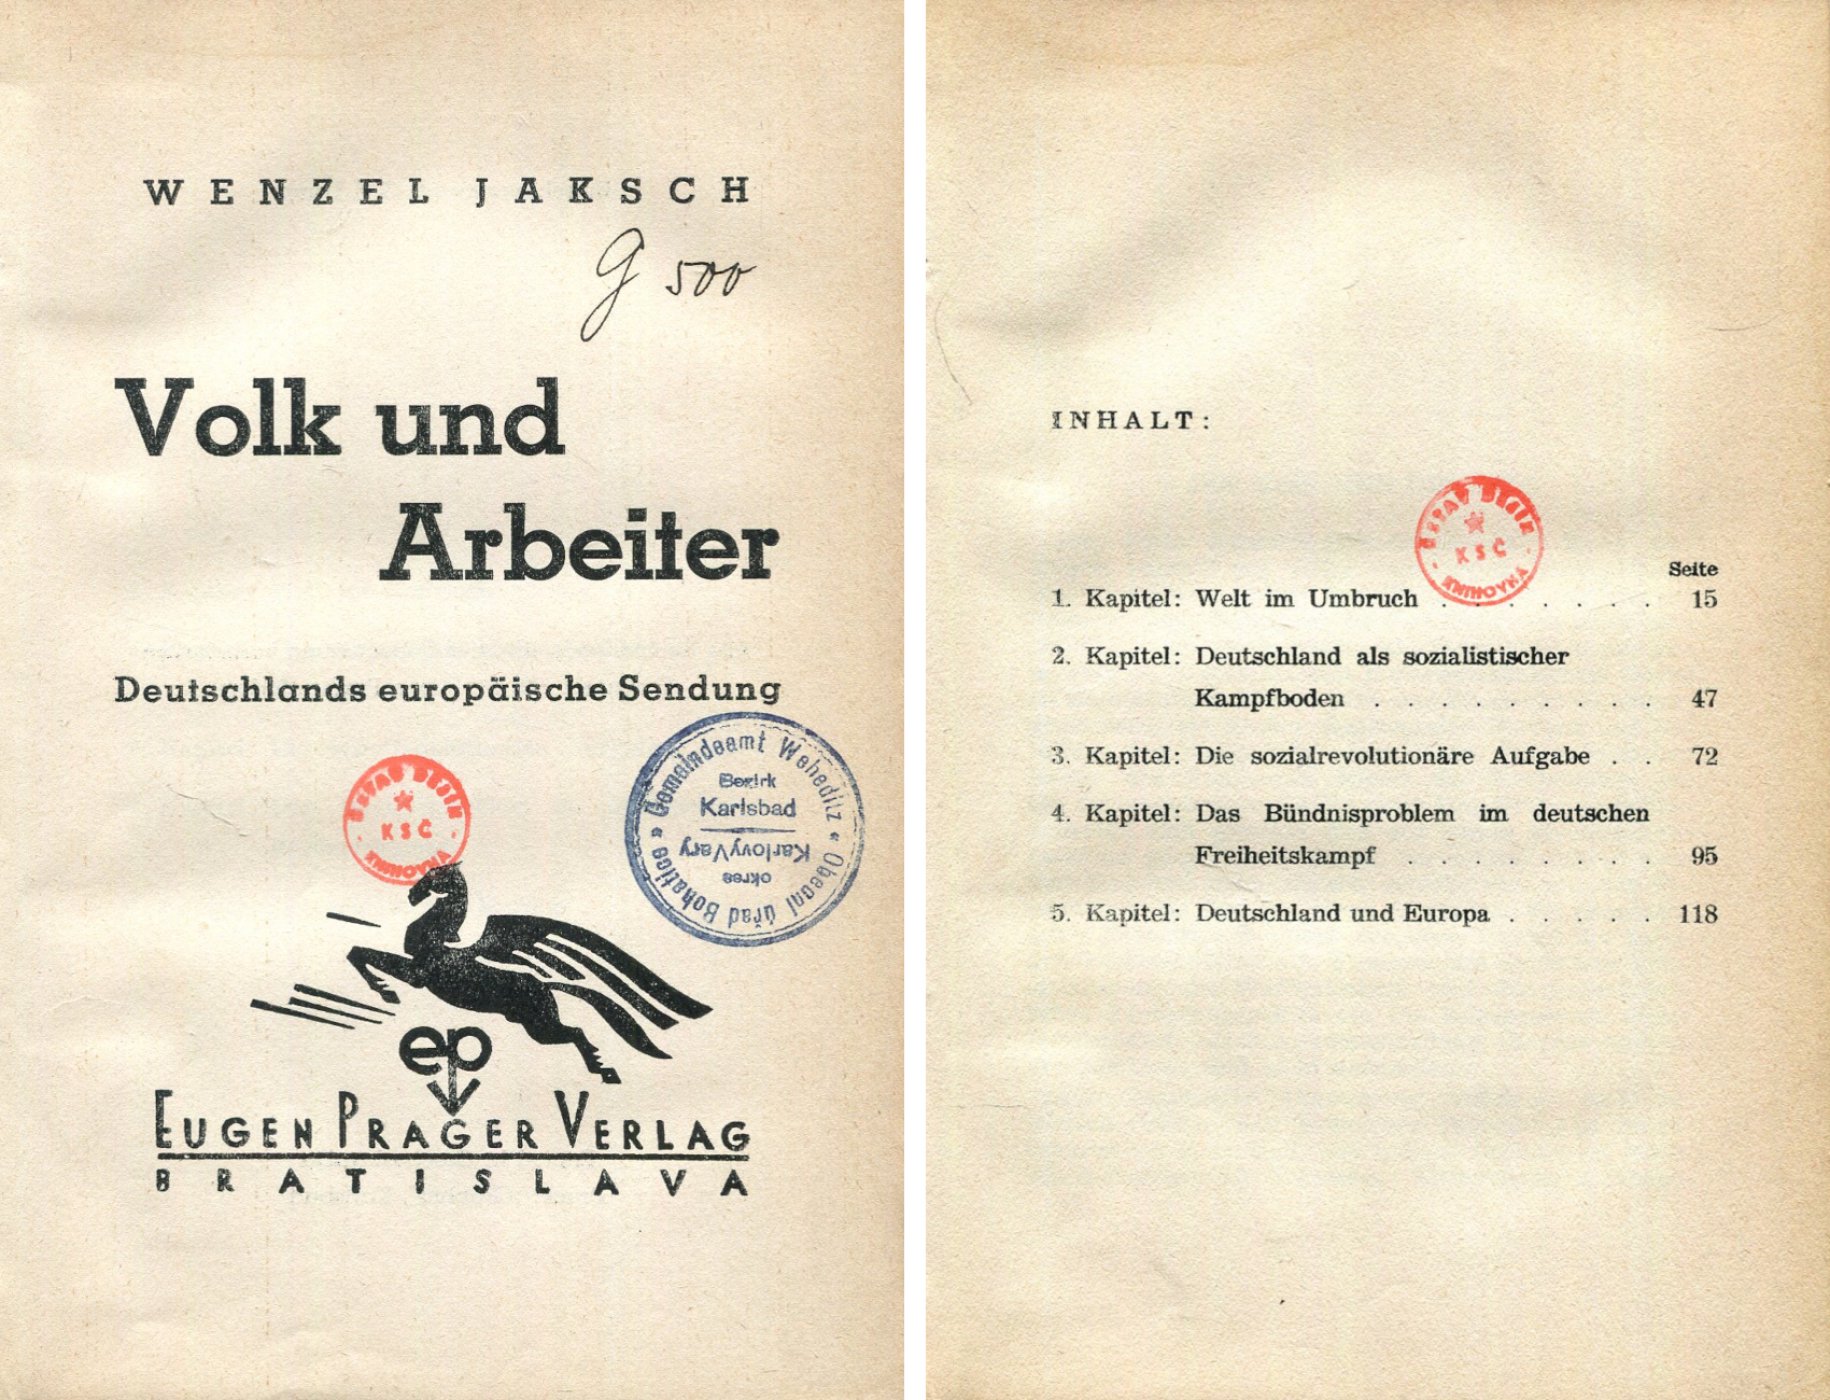 WENZEL JAKSCH
G 500
Volk und
Arbeiter
Deutschlands europäische Sendung
KSČ
KNIHOVNA
Gemeindeamt Weheditz * Obecní úřad Bohatice *
Bezirk
Karlsbad
Karlovy Vary
okres
ep
EUGEN PRAGER VERLAG
BRATISLAVA
INHALT:
ÚSTAV DĚJIN
KSČ
KNIHOVNA
Seite
1. Kapitel: Welt im Umbruch . . . . . . 15
2. Kapitel: Deutschland als sozialistischer
Kampfboden . . . . . . . . . 47
3. Kapitel: Die sozialrevolutionäre Aufgabe . . 72
4. Kapitel: Das Bündnisproblem im deutschen
Freiheitskampf . . . . . . . . 95
5. Kapitel: Deutschland und Europa . . . . . 118